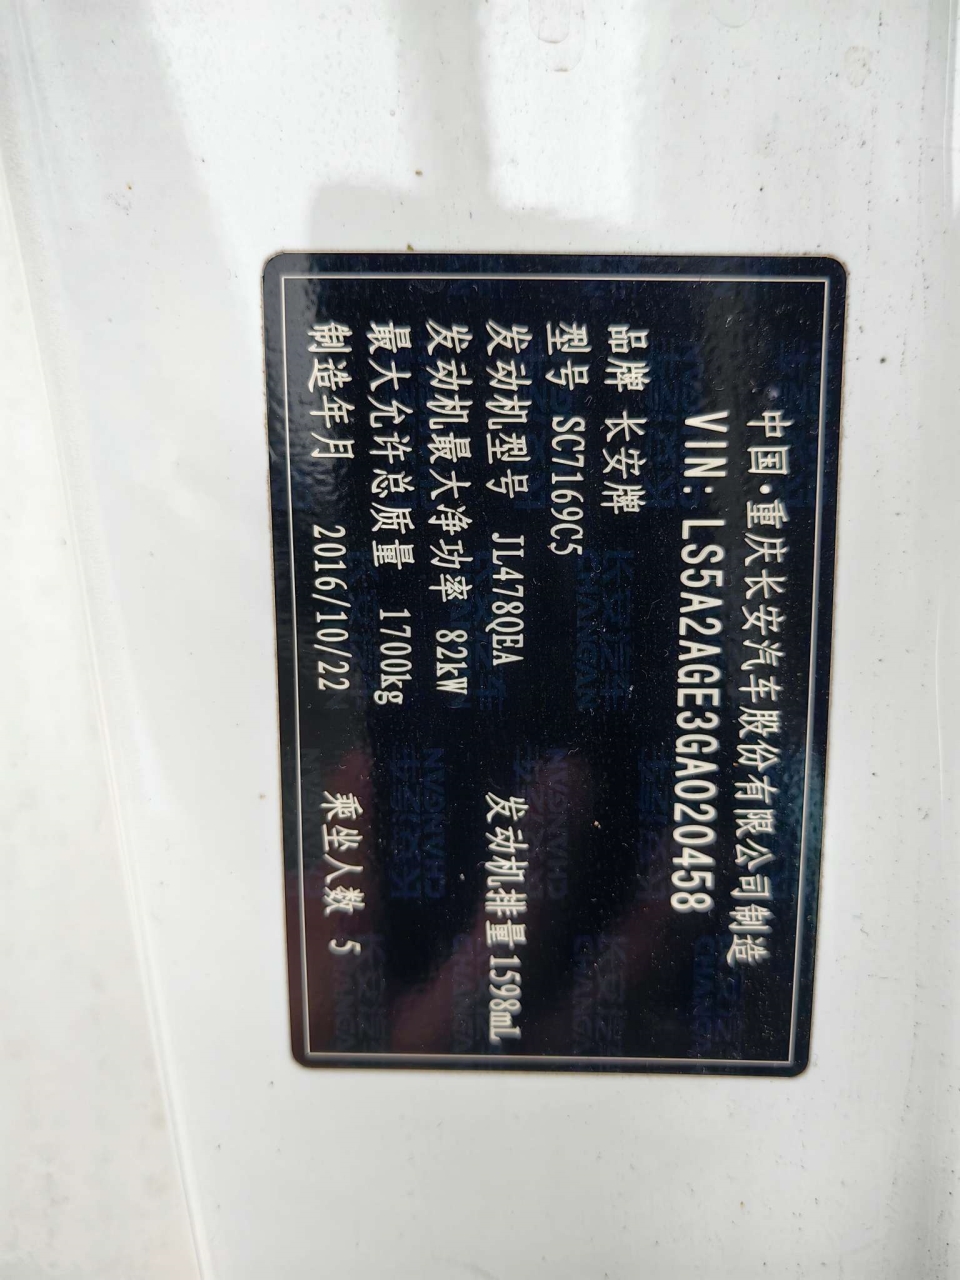 中国·重庆长安汽车股份有限公司制造
VIN: LS5A2AGE3GA020458
品牌 长安牌
型号 SC7169C5
发动机型号 JL478QEA 发动机排量 1598mL
发动机最大净功率 82kW
最大允许总质量 1700kg
制造年月 2016/10/22 乘坐人数 5